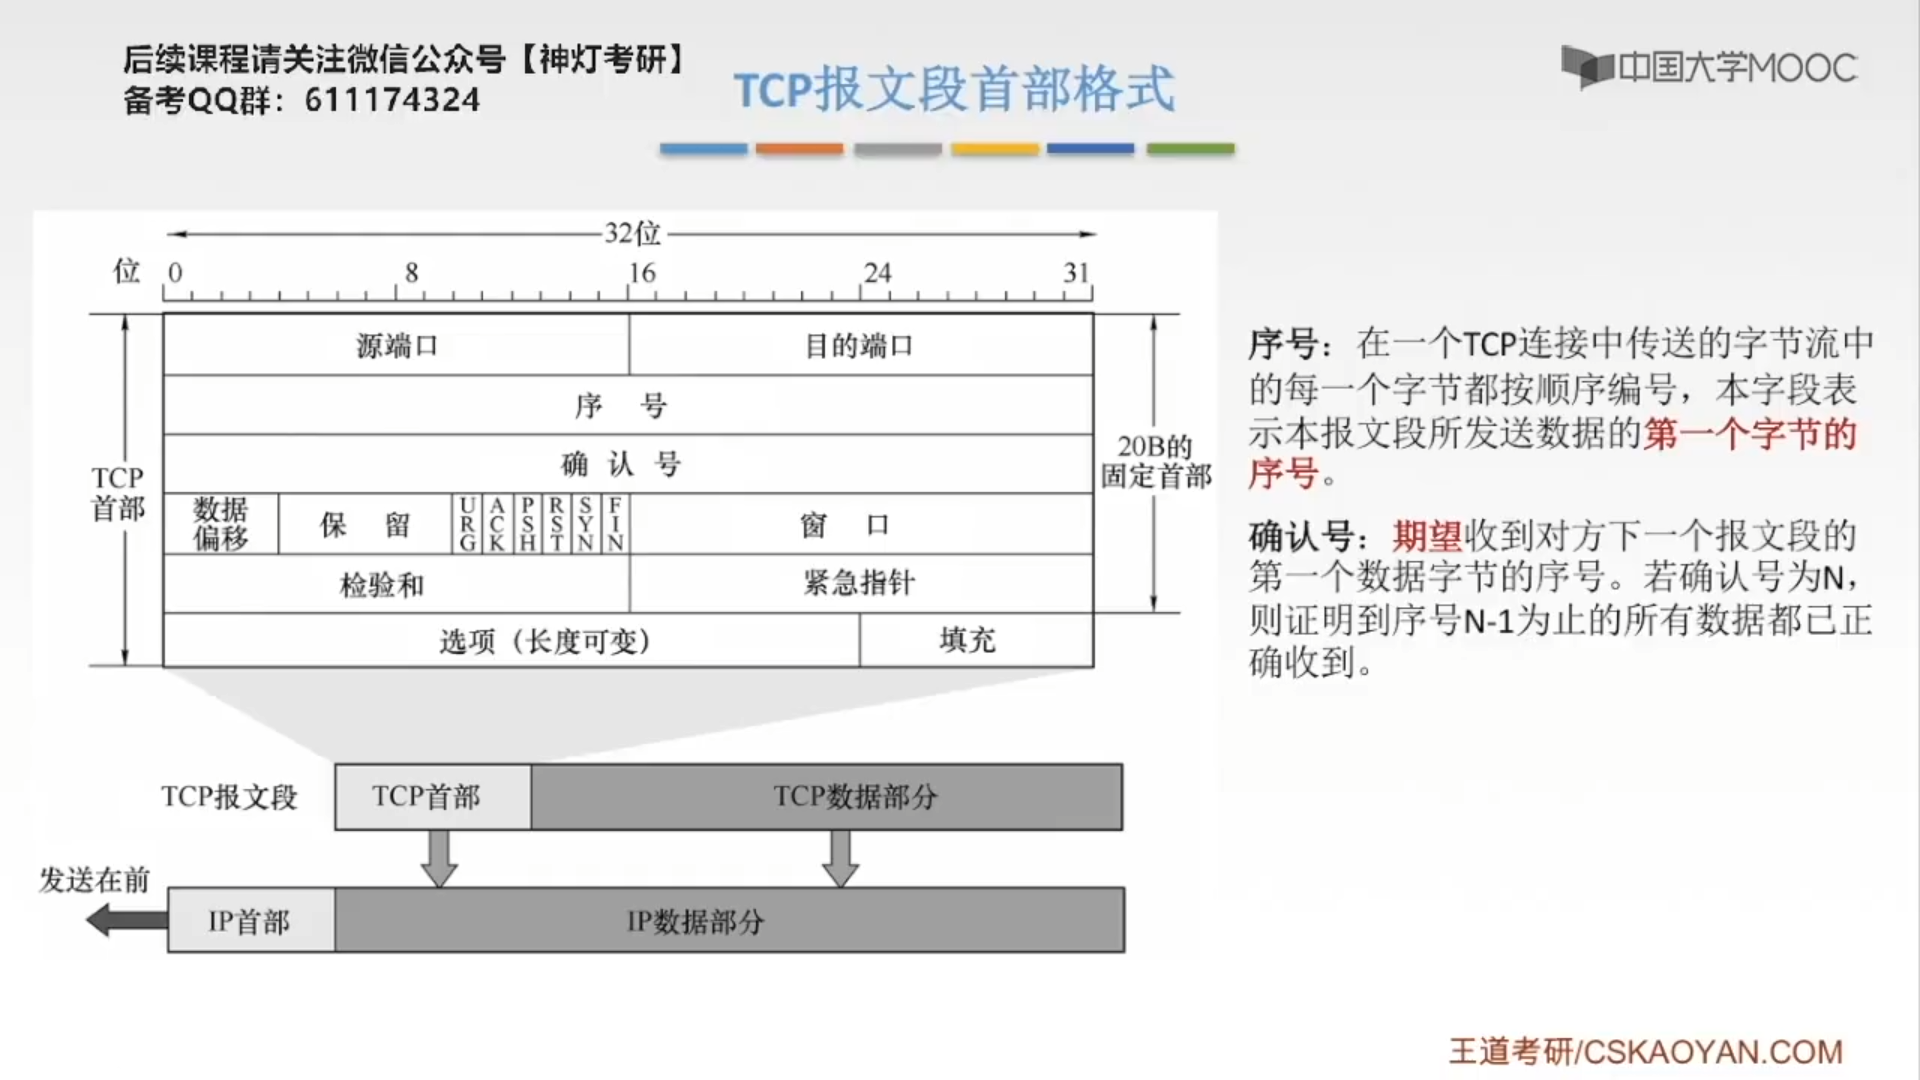 后续课程请关注微信公众号【神灯考研】
备考QQ群：611174324
TCP报文段首部格式
中国大学MOOC
32位
位 0 8 16 24 31
源端口 目的端口
序 号
确 认 号
数据偏移 保 留 URG ACK PSH RST SYN FIN 窗 口
检验和 紧急指针
选项（长度可变） 填充
TCP首部
20B的
固定首部
TCP报文段 TCP首部 TCP数据部分
发送在前
IP首部 IP数据部分
序号：在一个TCP连接中传送的字节流中
的每一个字节都按顺序编号，本字段表
示本报文段所发送数据的第一个字节的
序号。
确认号：期望收到对方下一个报文段的
第一个数据字节的序号。若确认号为N，
则证明到序号N-1为止的所有数据都已正
确收到。
王道考研/CSKAOYAN.COM